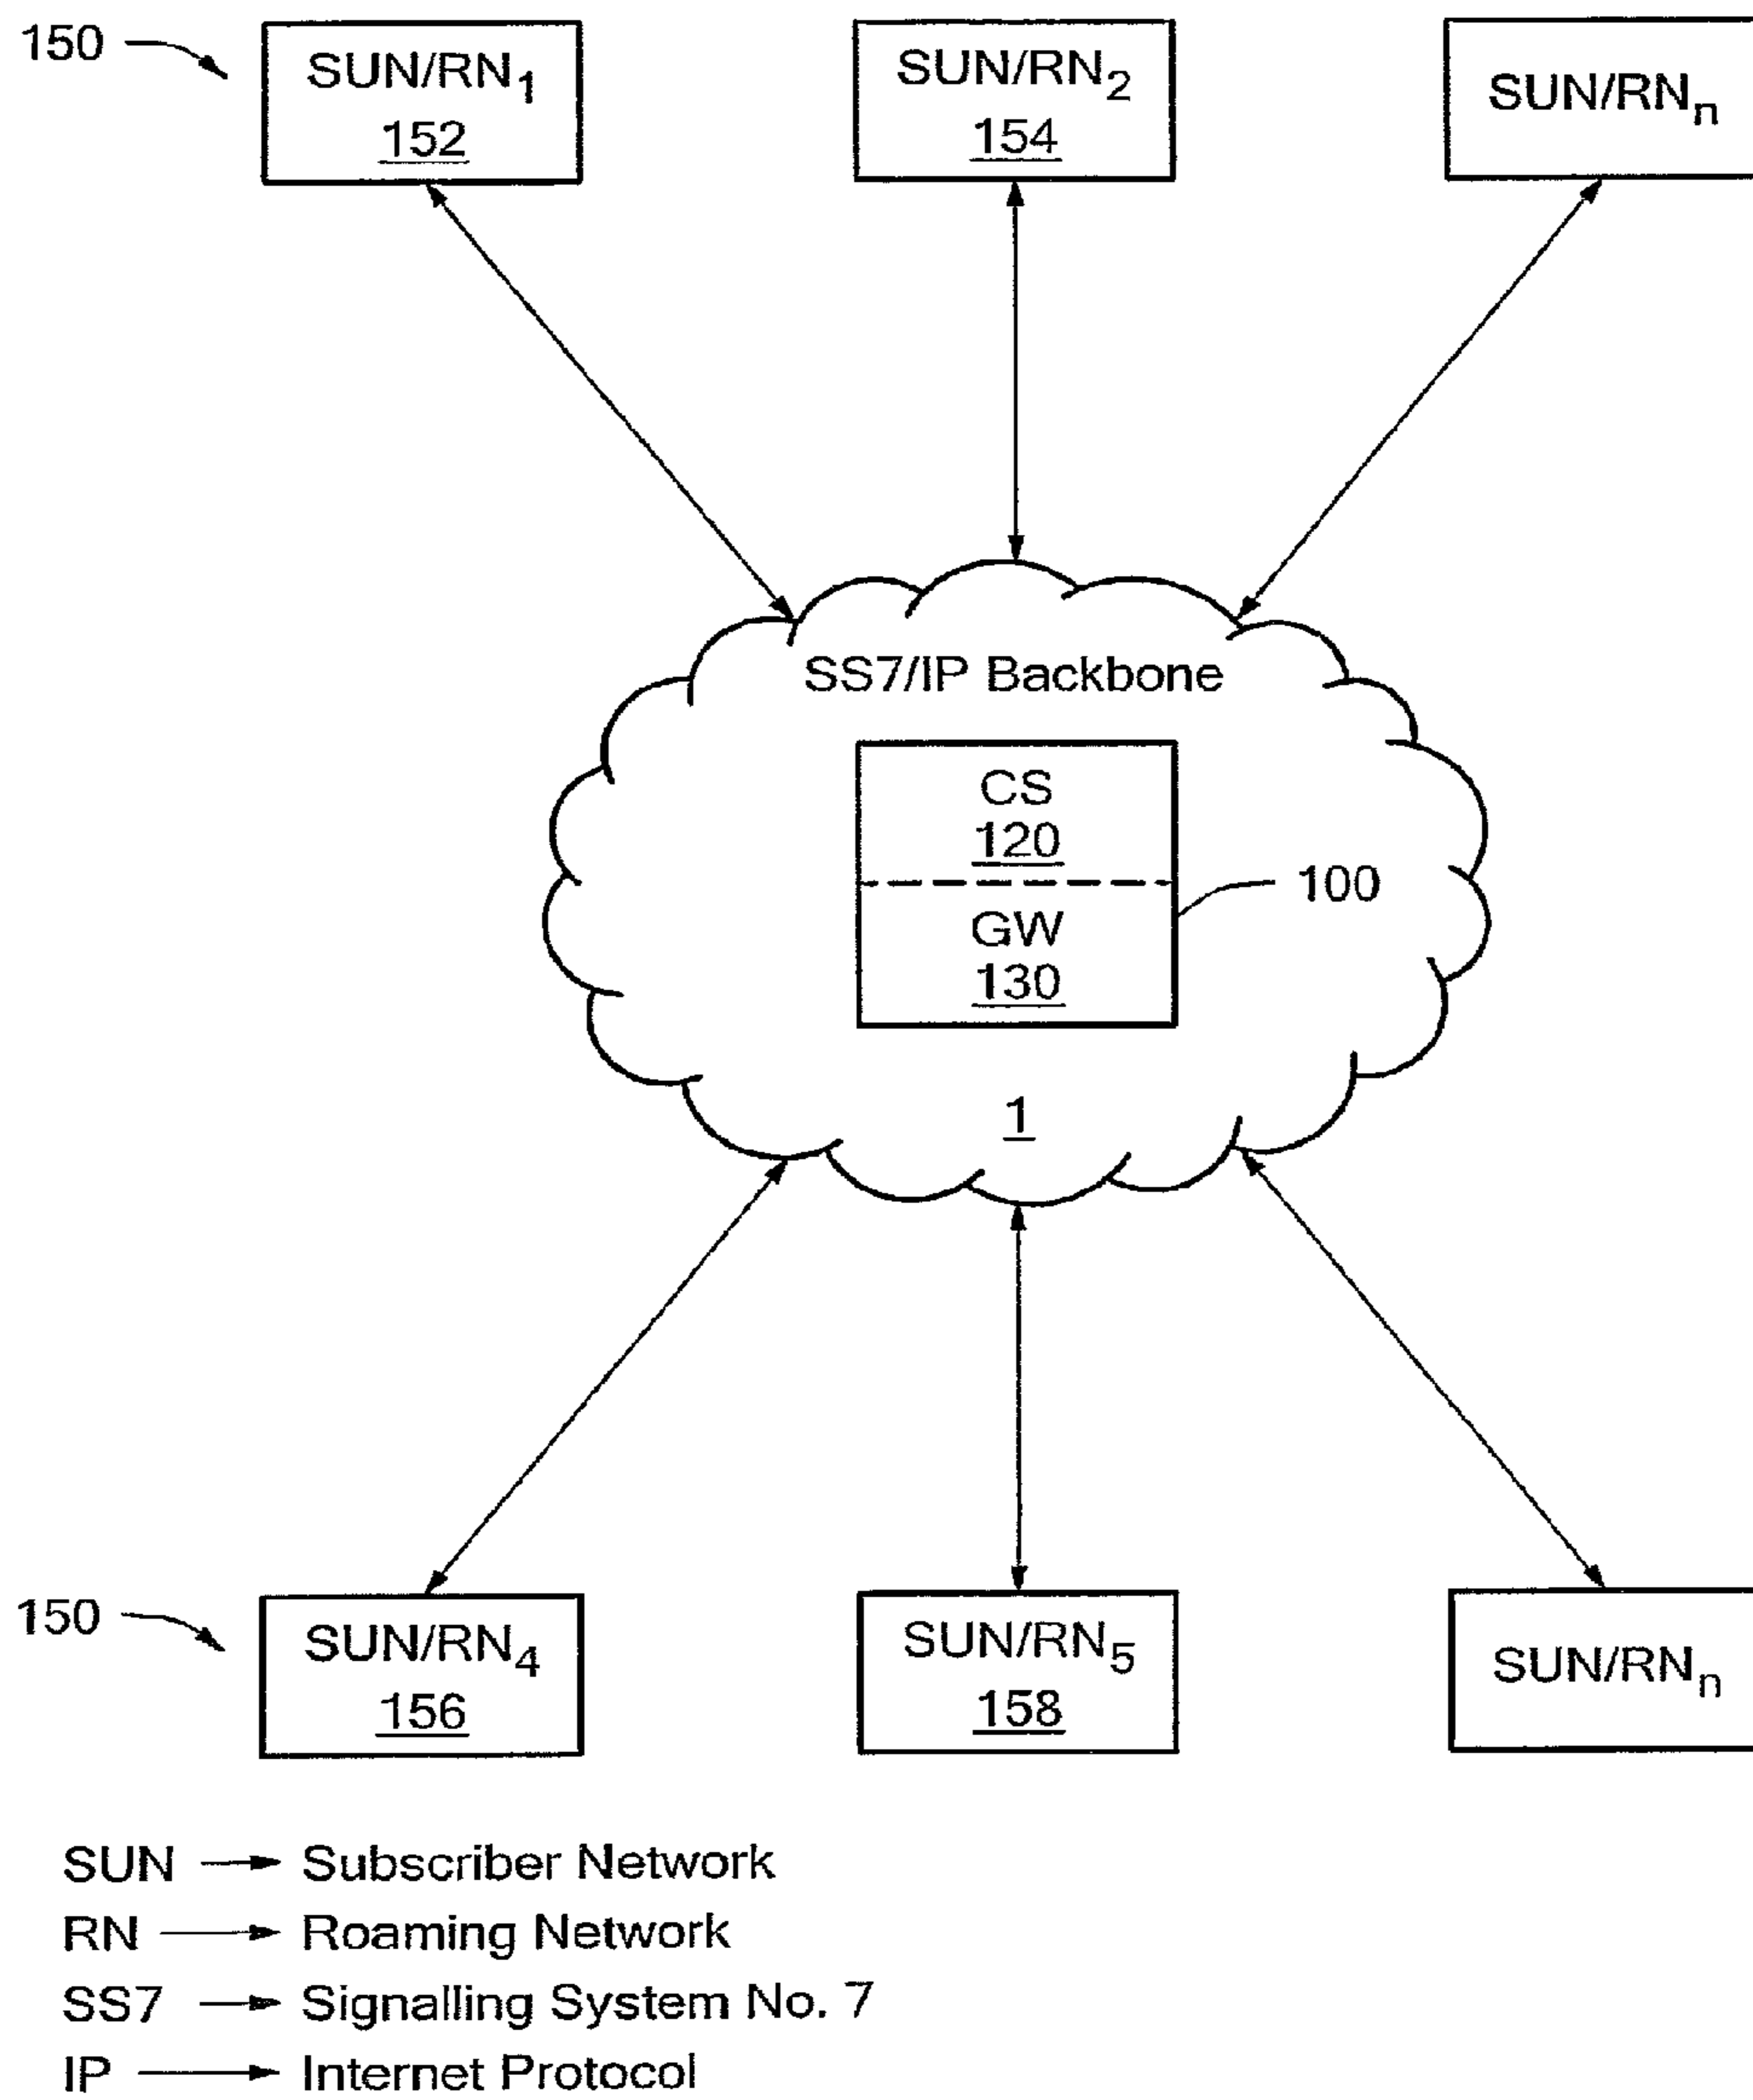 150
SUN/RN1
152
SUN/RN2
154
SUN/RNn
SS7/IP Backbone
CS
120
100
GW
130
1
150
SUN/RN4
156
SUN/RN5
158
SUN/RNn
SUN → Subscriber Network
RN → Roaming Network
SS7 → Signalling System No. 7
IP → Internet Protocol